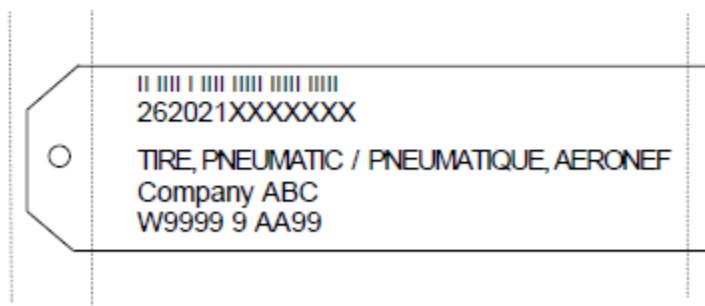 262021XXXXXXX
TIRE, PNEUMATIC / PNEUMATIQUE, AERONEF
Company ABC
W9999 9 AA99